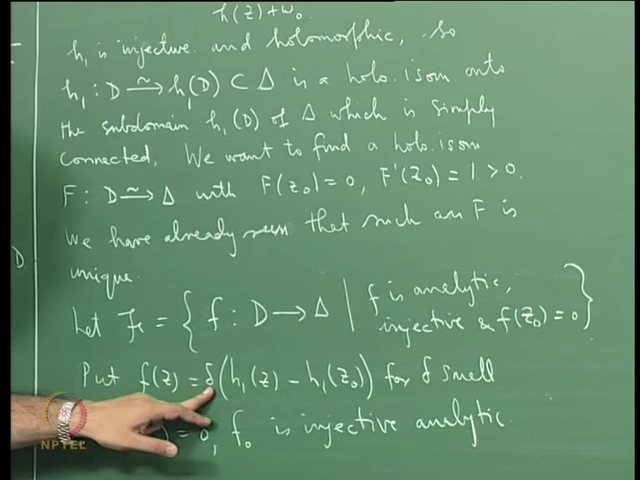 h(z)+w₀.
h₁ is injective and holomorphic, so
h₁ : D ⥲ h₁(D) ⊂ Δ is a holo. isom onto
the subdomain h₁(D) of Δ which is simply
connected. We want to find a holo. isom
F : D ⥲ Δ with F(z₀) = 0, F'(z₀) = 1 > 0.
We have already seen that such an F is
unique.
Let ℱ = { f : D → Δ | f is analytic,
injective & f(z₀) = 0 }
Put f(z) = δ(h₁(z) − h₁(z₀)) for δ small
) = 0, f₀ is injective analytic
D
NPTEL